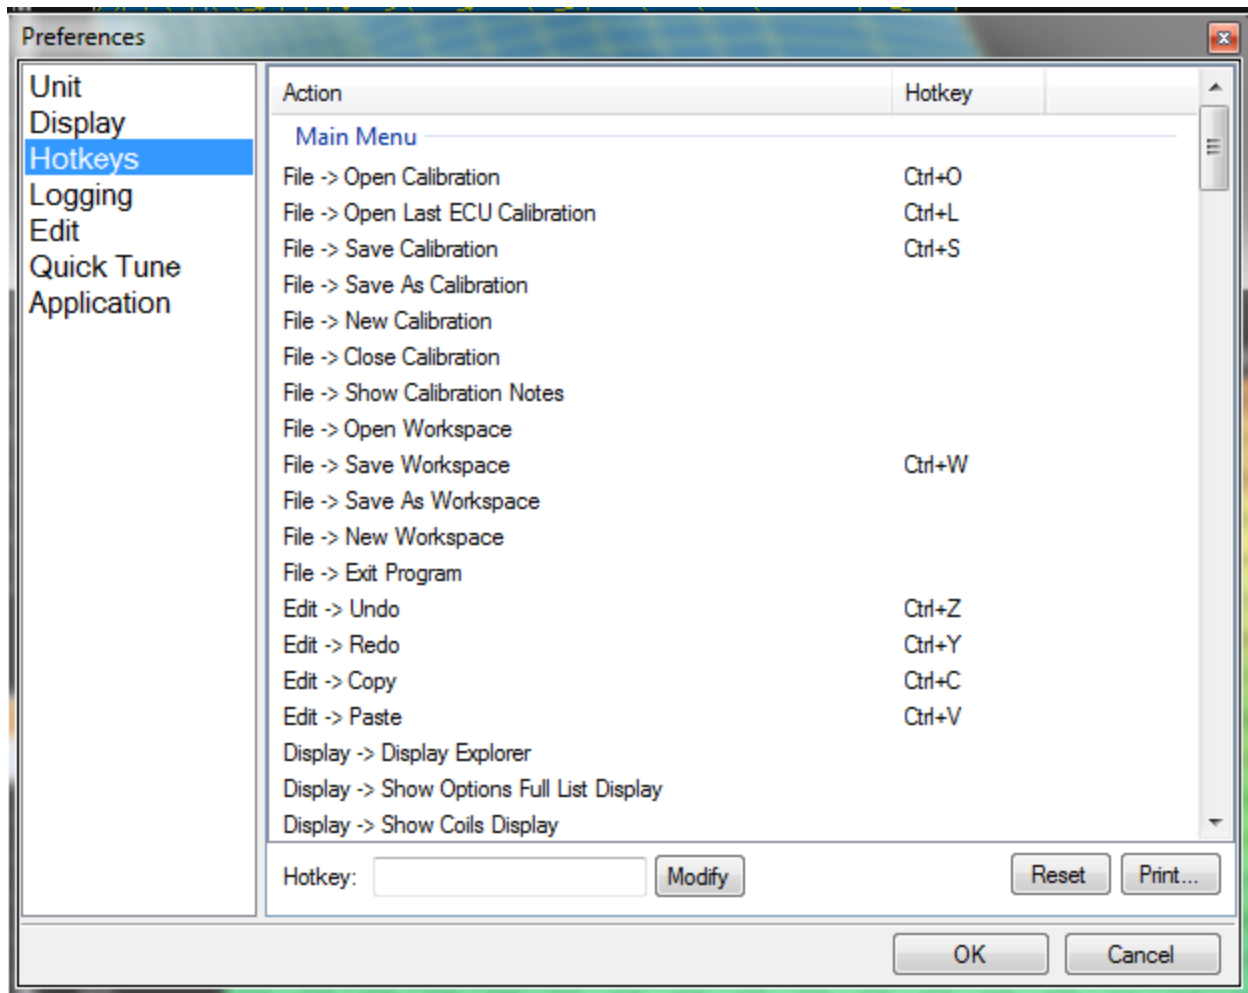 Preferences
Unit
Display
Hotkeys
Logging
Edit
Quick Tune
Application
Action Hotkey
Main Menu
File -> Open Calibration Ctrl+O
File -> Open Last ECU Calibration Ctrl+L
File -> Save Calibration Ctrl+S
File -> Save As Calibration
File -> New Calibration
File -> Close Calibration
File -> Show Calibration Notes
File -> Open Workspace
File -> Save Workspace Ctrl+W
File -> Save As Workspace
File -> New Workspace
File -> Exit Program
Edit -> Undo Ctrl+Z
Edit -> Redo Ctrl+Y
Edit -> Copy Ctrl+C
Edit -> Paste Ctrl+V
Display -> Display Explorer
Display -> Show Options Full List Display
Display -> Show Coils Display
Hotkey: Modify Reset Print...
OK Cancel